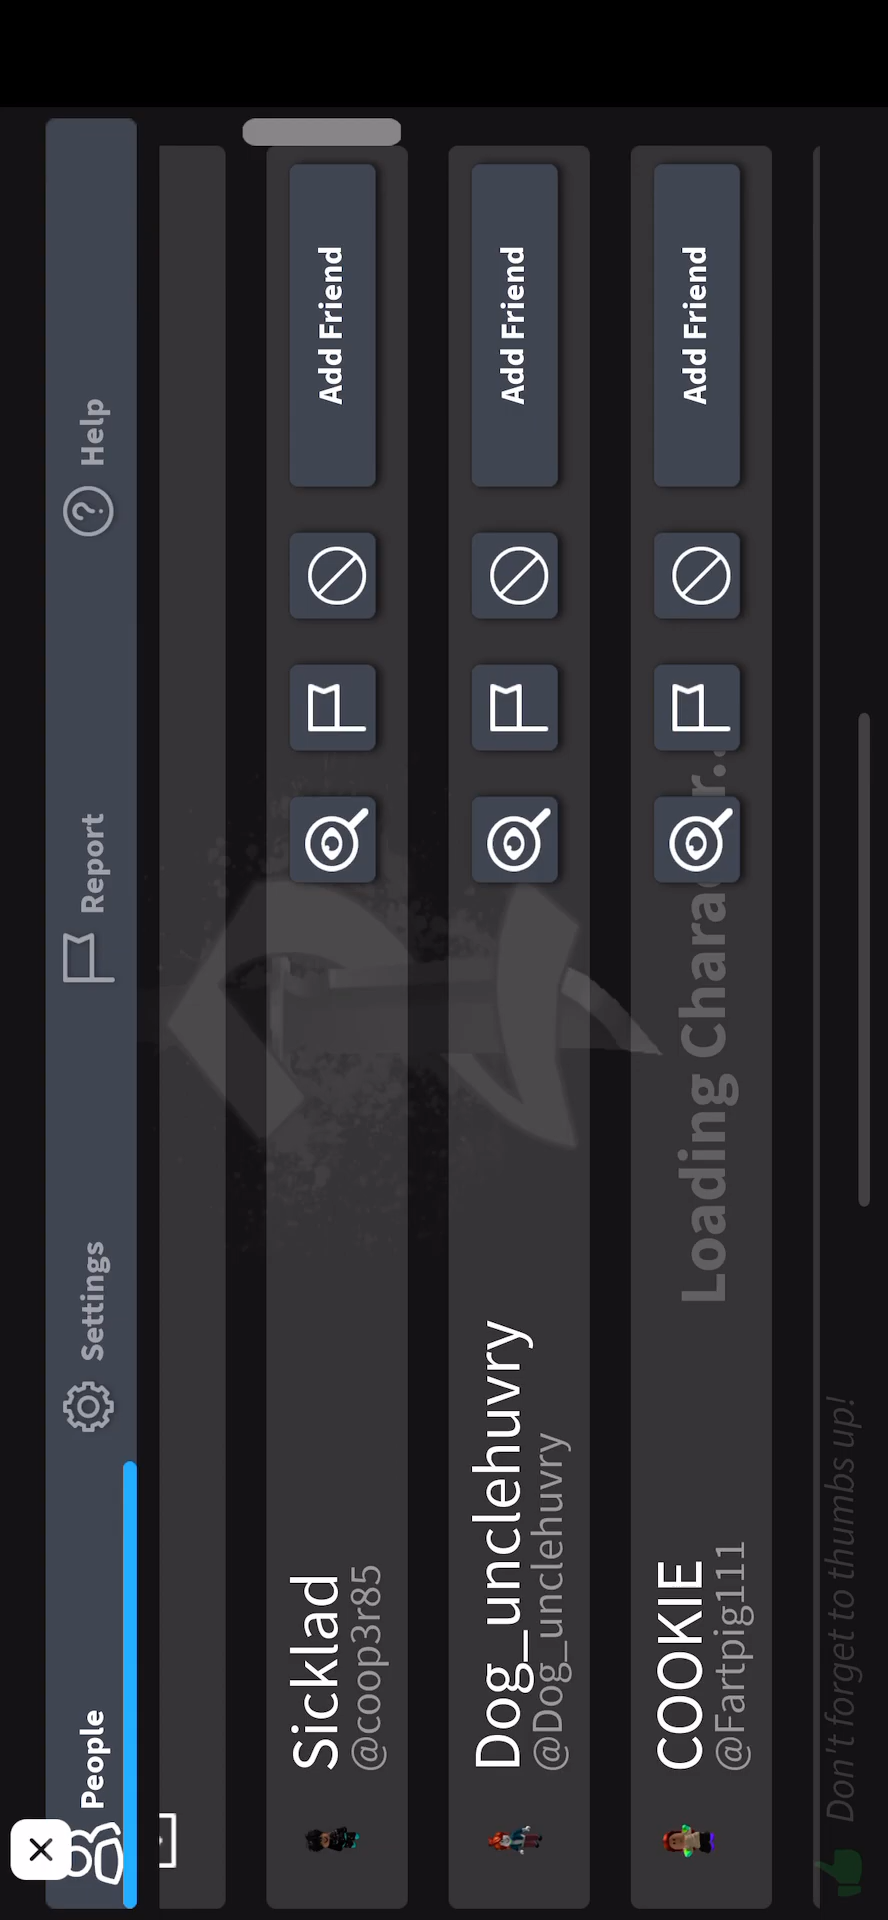 People
Settings
Report
Help
Sicklad
@coop3r85
Add Friend
Dog_unclehuvry
@Dog_unclehuvry
Add Friend
COOKIE
@Fartpig111
Add Friend
Loading Chara r..
Don't forget to thumbs up!